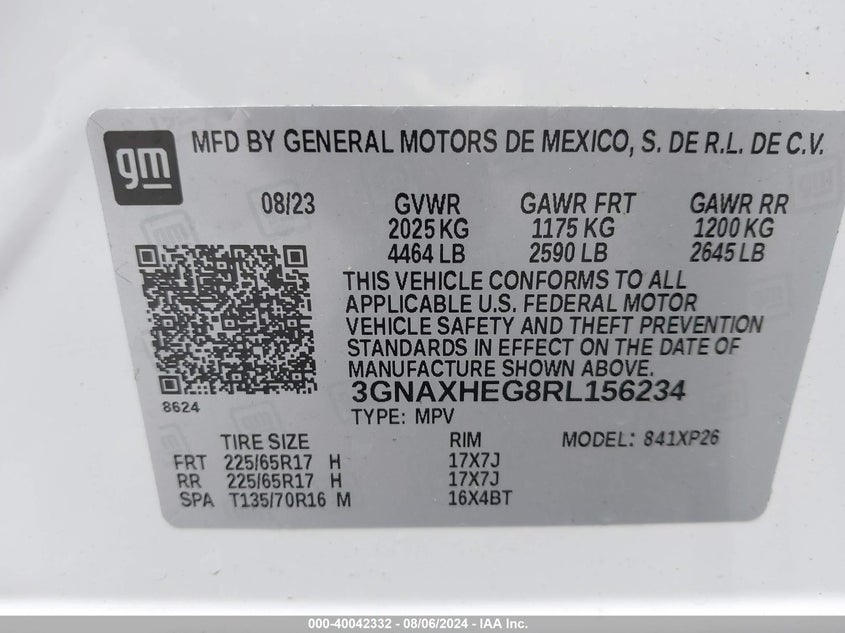 gm
MFD BY GENERAL MOTORS DE MEXICO, S. DE R.L. DE C.V.
08/23 GVWR GAWR FRT GAWR RR
2025 KG 1175 KG 1200 KG
4464 LB 2590 LB 2645 LB
THIS VEHICLE CONFORMS TO ALL
APPLICABLE U.S. FEDERAL MOTOR
VEHICLE SAFETY AND THEFT PREVENTION
STANDARDS IN EFFECT ON THE DATE OF
MANUFACTURE SHOWN ABOVE.
3GNAXHEG8RL156234
8624
TYPE: MPV
TIRE SIZE RIM MODEL: 841XP26
FRT 225/65R17 H 17X7J
RR 225/65R17 H 17X7J
SPA T135/70R16 M 16X4BT
000-40042332 - 08/06/2024 - IAA Inc.